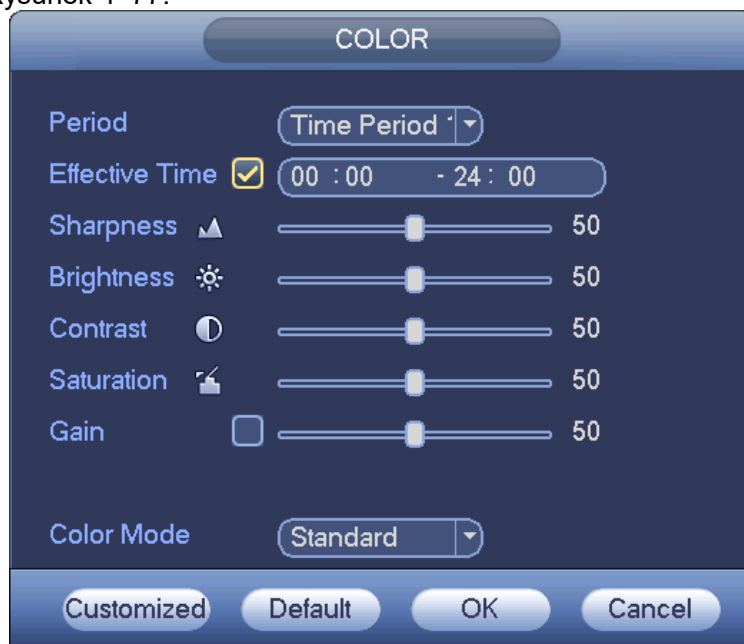 COLOR
Period Time Period
Effective Time 00 :00 - 24 : 00
Sharpness 50
Brightness 50
Contrast 50
Saturation 50
Gain 50
Color Mode Standard
Customized Default OK Cancel